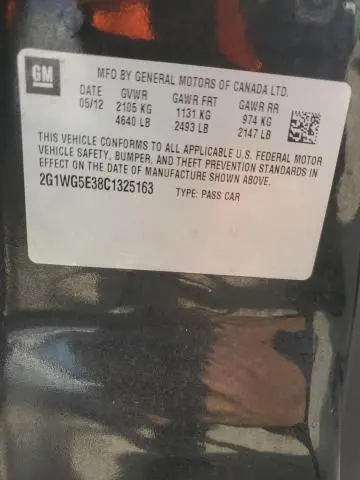 GM
MFD BY GENERAL MOTORS OF CANADA LTD.
DATE GVWR GAWR FRT GAWR RR
05/12 2105 KG 1131 KG 974 KG
4640 LB 2493 LB 2147 LB
THIS VEHICLE CONFORMS TO ALL APPLICABLE U.S. FEDERAL MOTOR
VEHICLE SAFETY, BUMPER, AND THEFT PREVENTION STANDARDS IN
EFFECT ON THE DATE OF MANUFACTURE SHOWN ABOVE.
2G1WG5E38C1325163 TYPE: PASS CAR